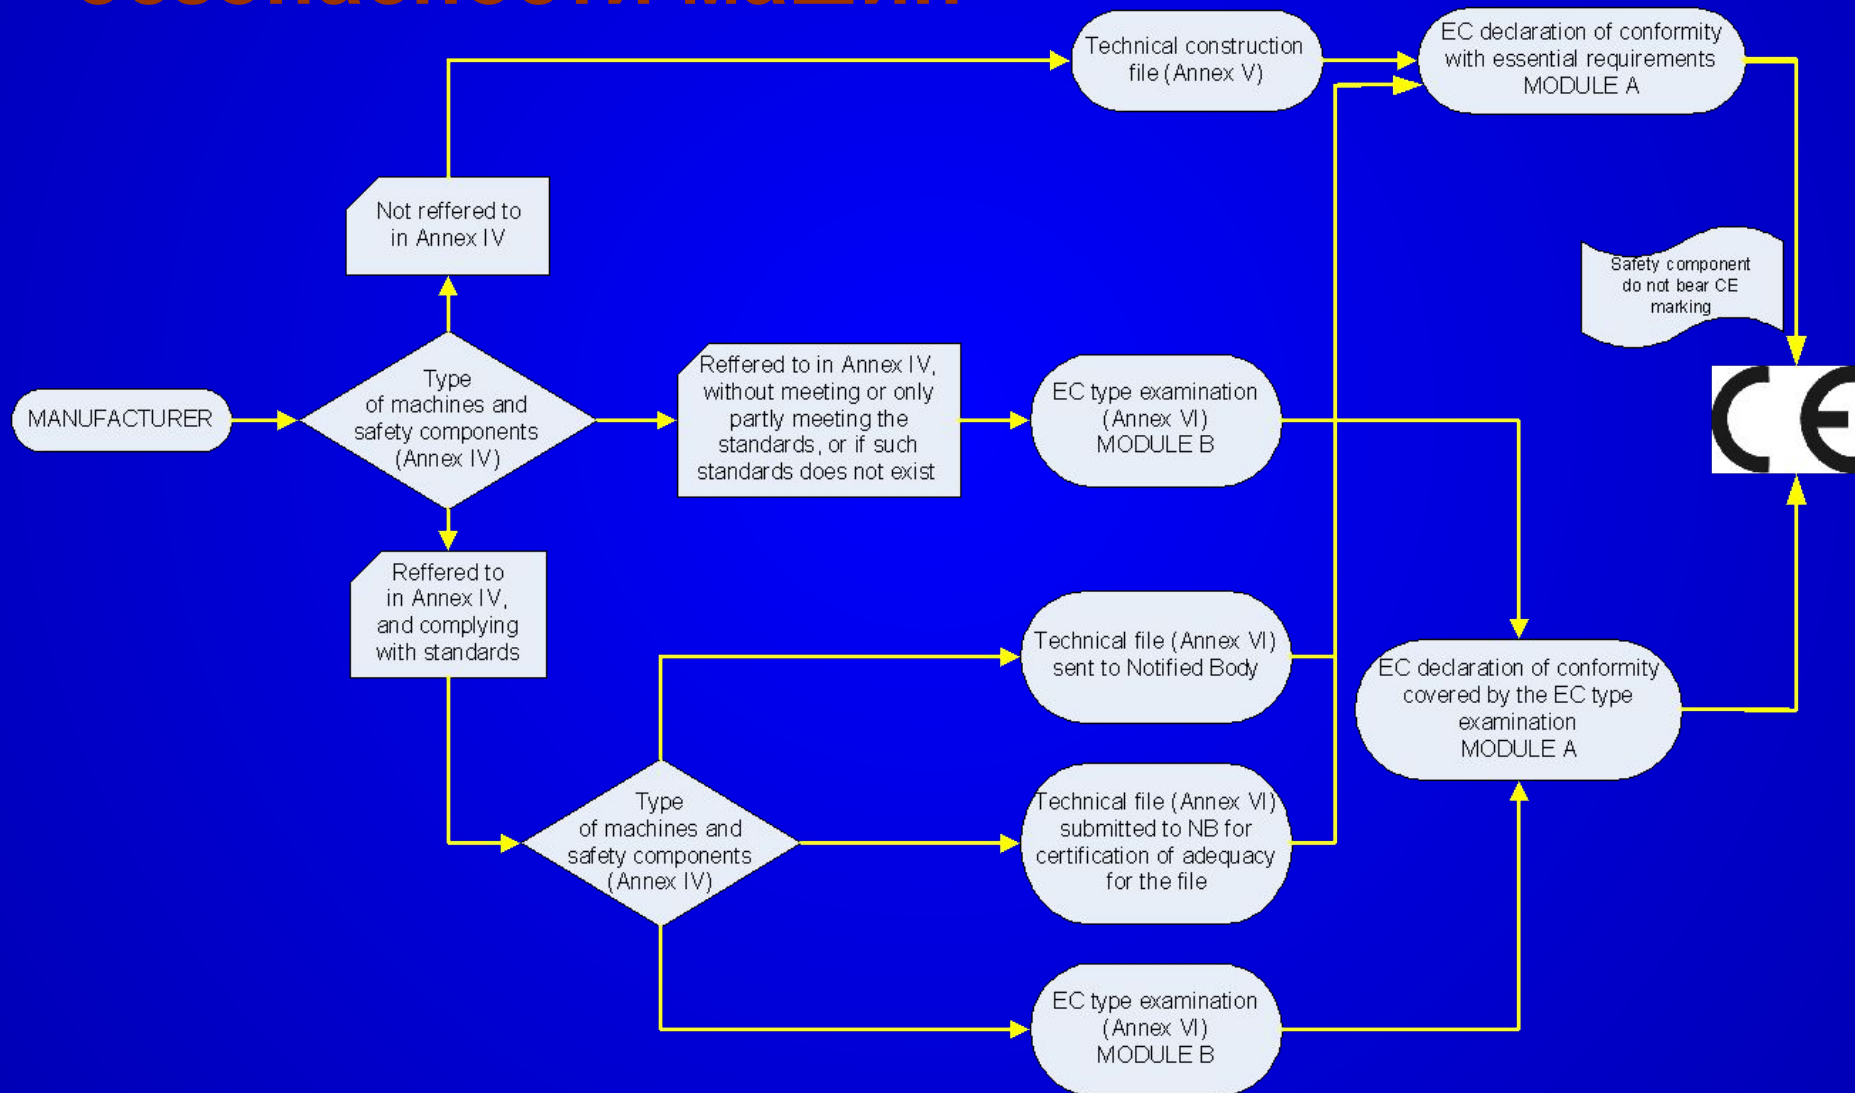 безопасности машин
Technical construction
file (Annex V)
EC declaration of conformity
with essential requirements
MODULE A
Not reffered to
in Annex IV
Safety component
do not bear CE
marking
MANUFACTURER
Type
of machines and
safety components
(Annex IV)
Reffered to in Annex IV,
without meeting or only
partly meeting the
standards, or if such
standards does not exist
EC type examination
(Annex VI)
MODULE B
CE
Reffered to
in Annex IV,
and complying
with standards
Technical file (Annex VI)
sent to Notified Body
EC declaration of conformity
covered by the EC type
examination
MODULE A
Type
of machines and
safety components
(Annex IV)
Technical file (Annex VI)
submitted to NB for
certification of adequacy
for the file
EC type examination
(Annex VI)
MODULE B